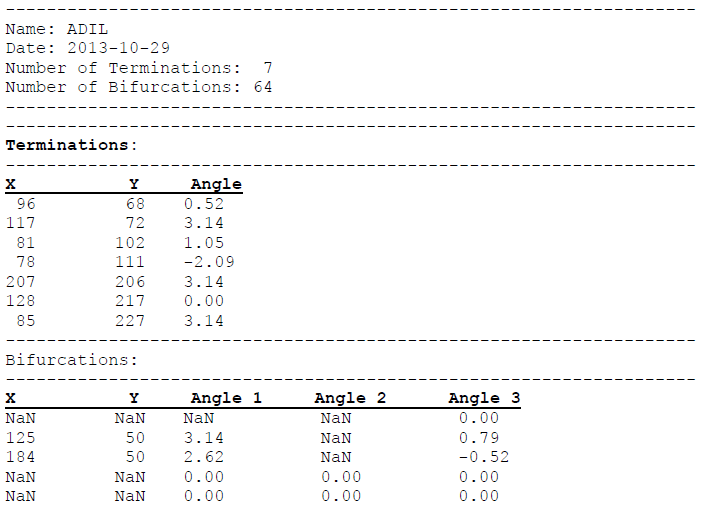 --------------------------------------------------------------------
Name: ADIL
Date: 2013-10-29
Number of Terminations:  7
Number of Bifurcations: 64
--------------------------------------------------------------------
--------------------------------------------------------------------
Terminations:
--------------------------------------------------------------------
X Y Angle
96 68 0.52
117 72 3.14
81 102 1.05
78 111 -2.09
207 206 3.14
128 217 0.00
85 227 3.14
--------------------------------------------------------------------
Bifurcations:
--------------------------------------------------------------------
X Y Angle 1 Angle 2 Angle 3
NaN NaN NaN NaN 0.00
125 50 3.14 NaN 0.79
184 50 2.62 NaN -0.52
NaN NaN 0.00 0.00 0.00
NaN NaN 0.00 0.00 0.00